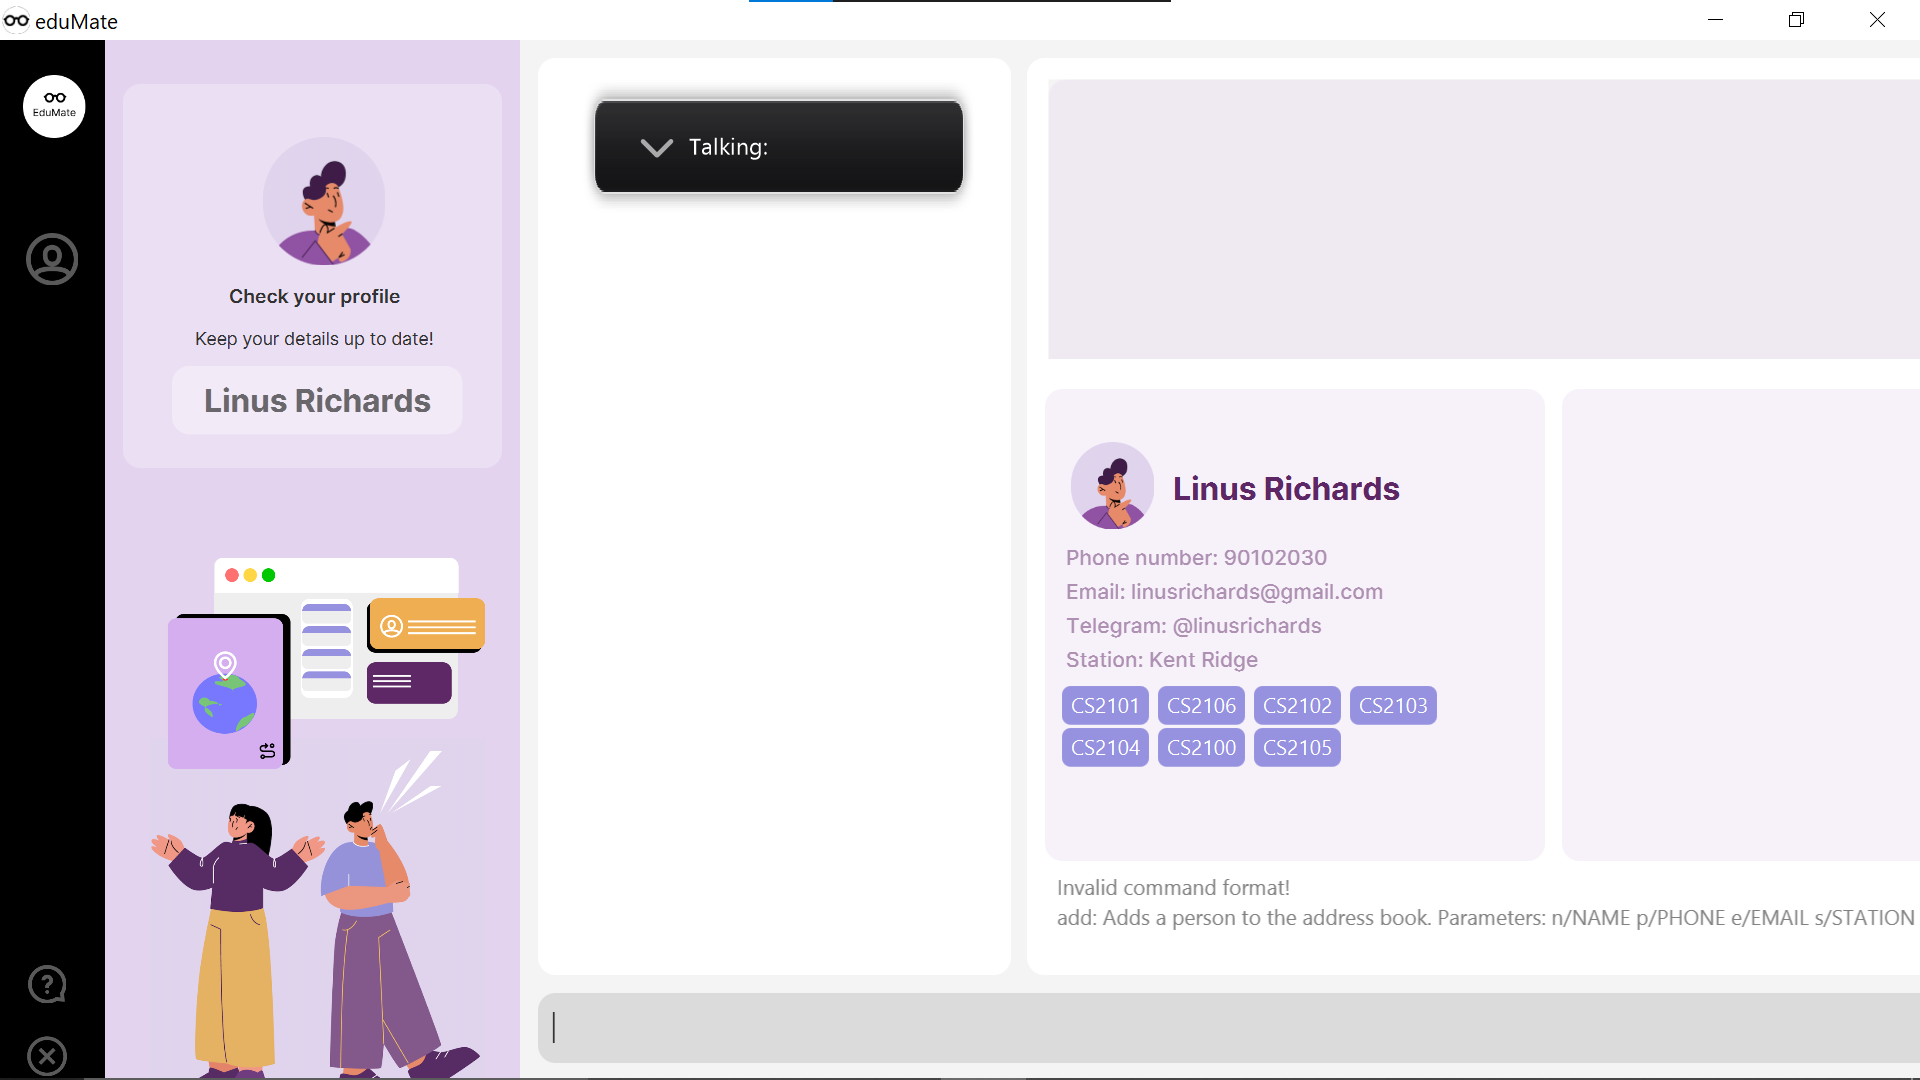 eduMate
EduMate
Check your profile
Keep your details up to date!
Linus Richards
Talking:
Linus Richards
Phone number: 90102030
Email: linusrichards@gmail.com
Telegram: @linusrichards
Station: Kent Ridge
CS2101 CS2106 CS2102 CS2103
CS2104 CS2100 CS2105
Invalid command format!
add: Adds a person to the address book. Parameters: n/NAME p/PHONE e/EMAIL s/STATION